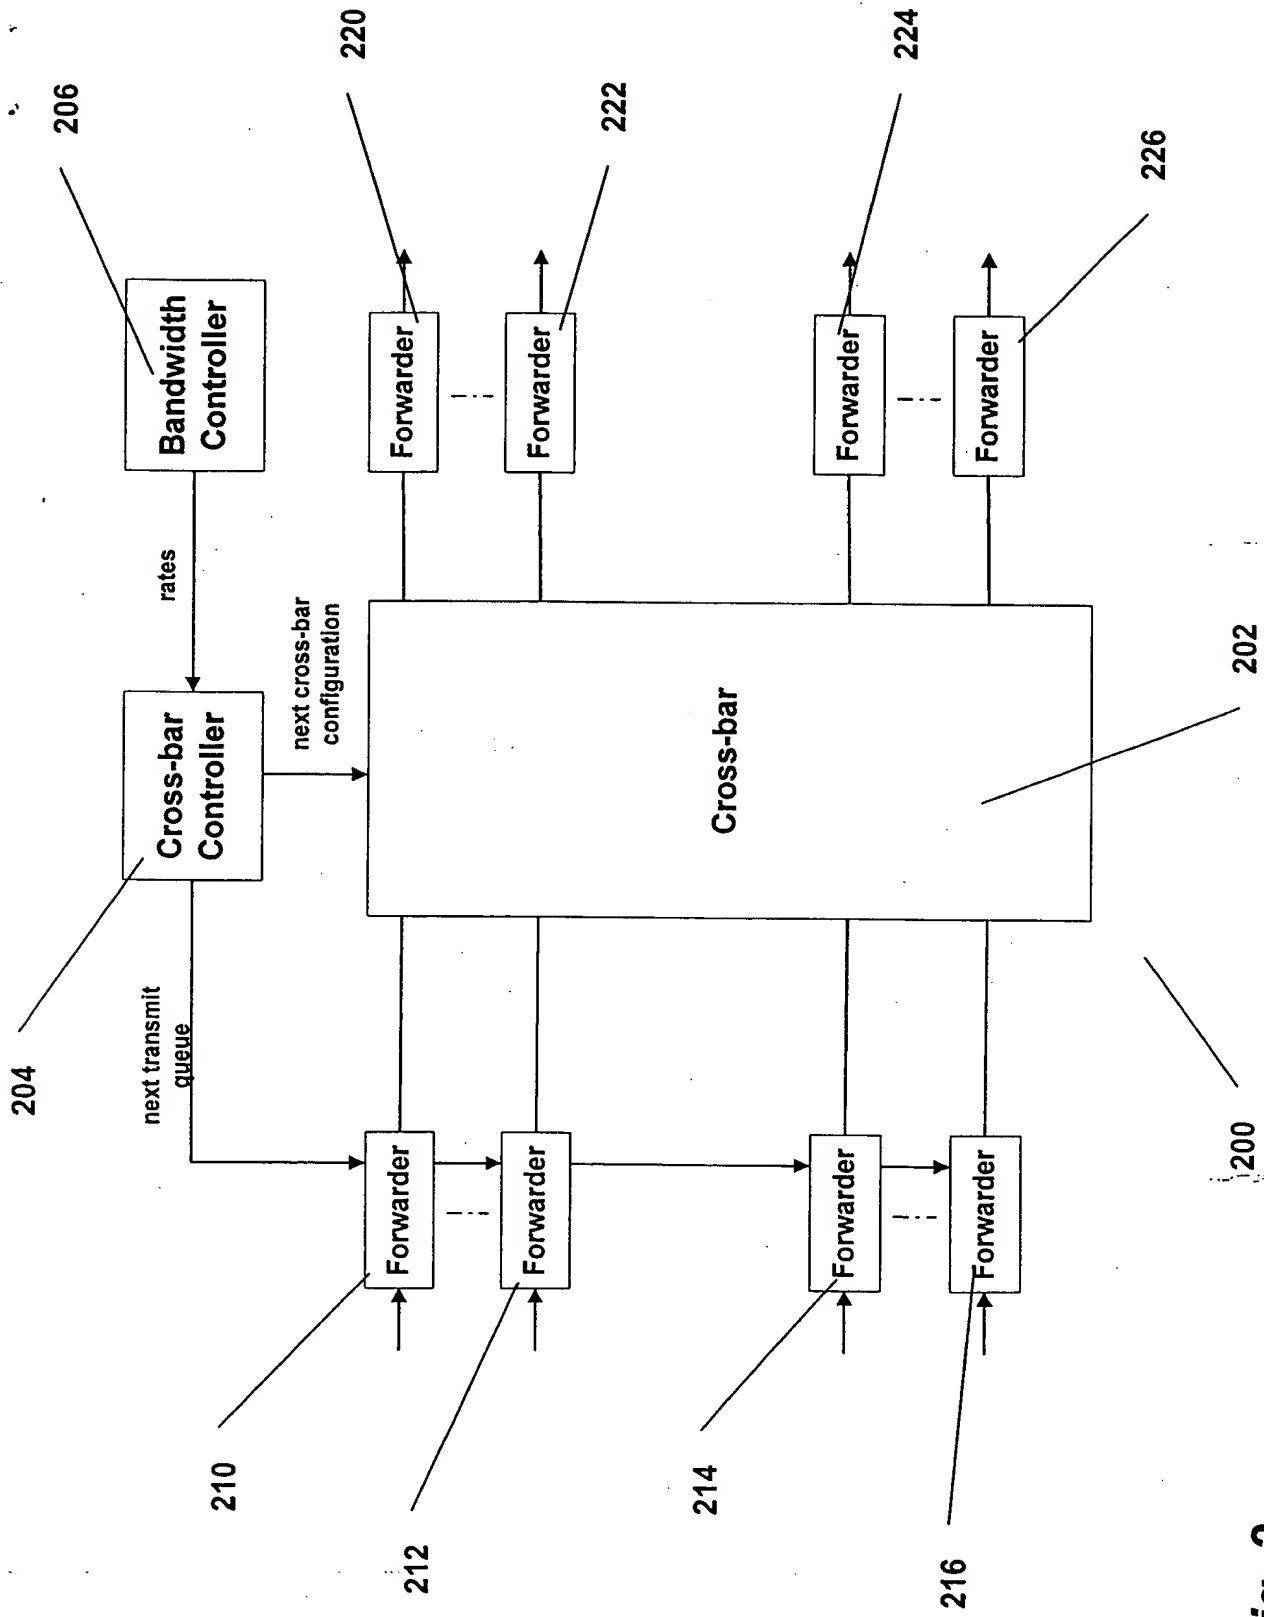 204
206
next transmit
queue
Cross-bar
Controller
rates
Bandwidth
Controller
210
next cross-bar
configuration
220
Forwarder
Forwarder
212
Forwarder
Forwarder
222
Cross-bar
214
Forwarder
Forwarder
224
216
Forwarder
Forwarder
226
200
202